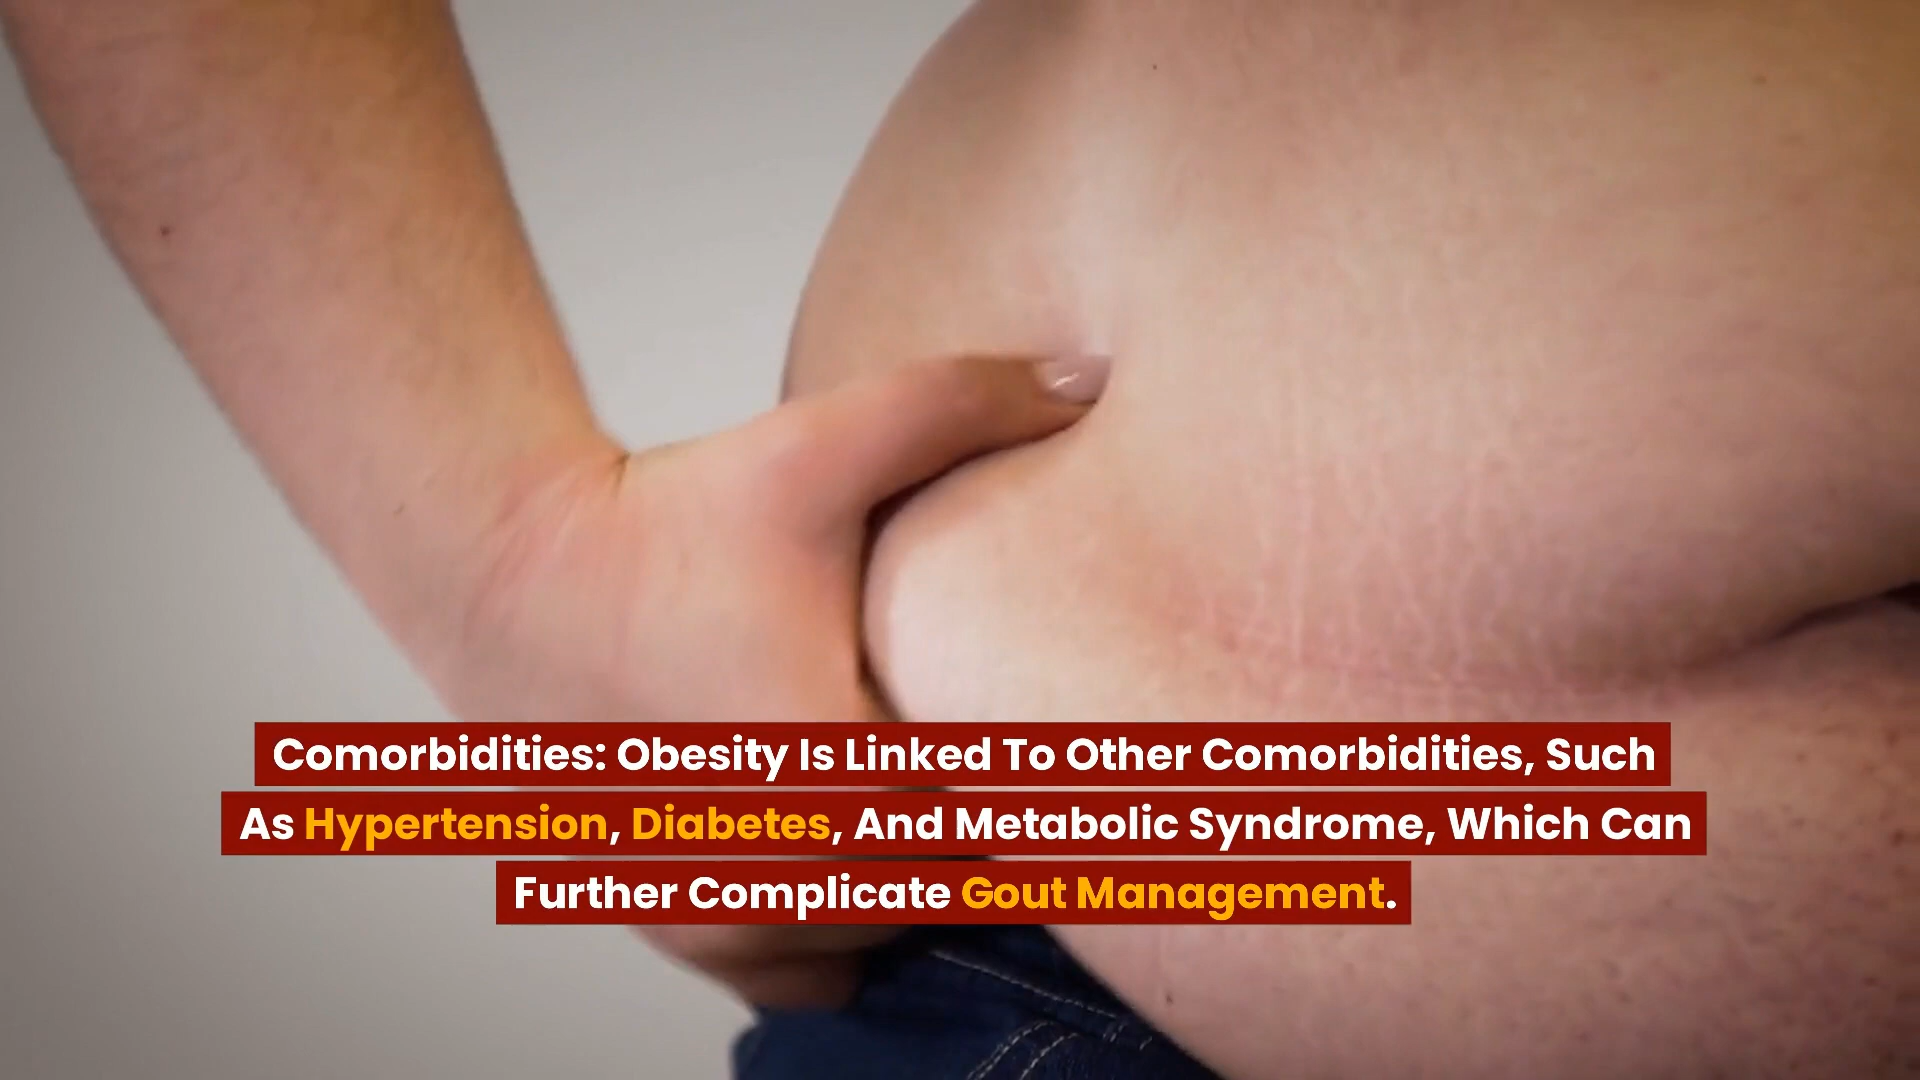 Comorbidities: Obesity Is Linked To Other Comorbidities, Such
As Hypertension, Diabetes, And Metabolic Syndrome, Which Can
Further Complicate Gout Management.